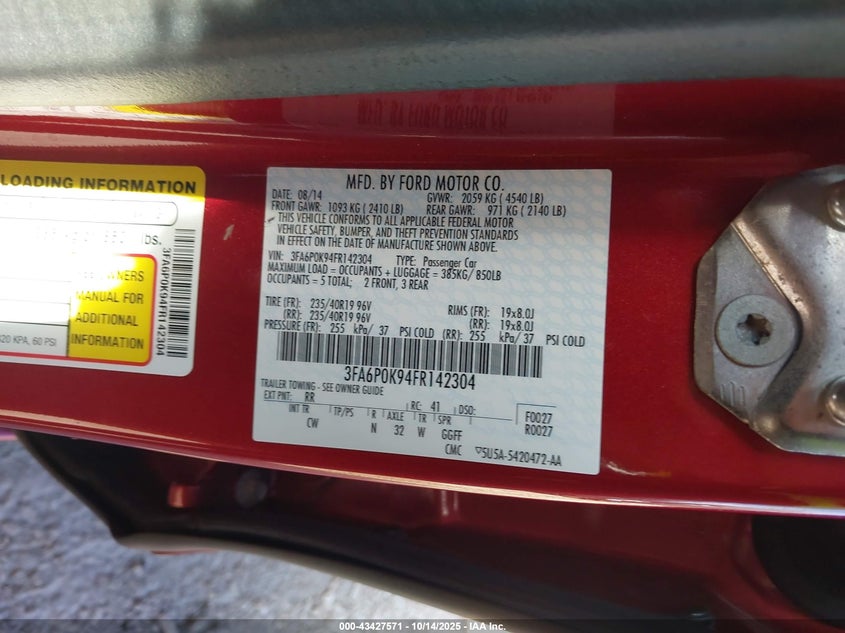 LOADING INFORMATION
lbs.
OWNERS
MANUAL FOR
ADDITIONAL
INFORMATION
420 KPA, 60 PSI
3FA6P0K94FR142304
MFD. BY FORD MOTOR CO.
DATE: 08/14 GVWR: 2059 KG ( 4540 LB)
FRONT GAWR: 1093 KG ( 2410 LB) REAR GAWR: 971 KG ( 2140 LB)
THIS VEHICLE CONFORMS TO ALL APPLICABLE FEDERAL MOTOR
VEHICLE SAFETY, BUMPER, AND THEFT PREVENTION STANDARDS
IN EFFECT ON THE DATE OF MANUFACTURE SHOWN ABOVE.
VIN: 3FA6P0K94FR142304 TYPE: Passenger Car
MAXIMUM LOAD = OCCUPANTS + LUGGAGE = 385KG/ 850LB
OCCUPANTS = 5 TOTAL; 2 FRONT, 3 REAR
TIRE (FR): 235/40R19 96V RIMS (FR): 19x8.0J
(RR): 235/40R19 96V (RR): 19x8.0J
PRESSURE (FR): 255 kPa/ 37 PSI COLD (RR): 255 kPa/ 37 PSI COLD
3FA6P0K94FR142304
TRAILER TOWING - SEE OWNER GUIDE
EXT PNT: RR RC: 41 DSO: F0027
R0027
INT TR TP/PS R AXLE TR SPR
CW N 32 W GGFF
CMC 5U5A-5420472-AA
000-43427571 - 10/14/2025 - IAA Inc.